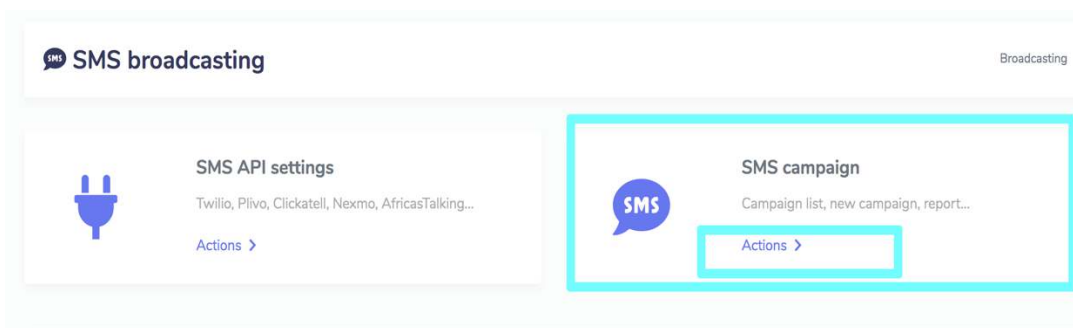 SMS SMS broadcasting
Broadcasting
SMS API settings
Twilio, Plivo, Clickatell, Nexmo, AfricasTalking...
Actions >
SMS
SMS campaign
Campaign list, new campaign, report...
Actions >